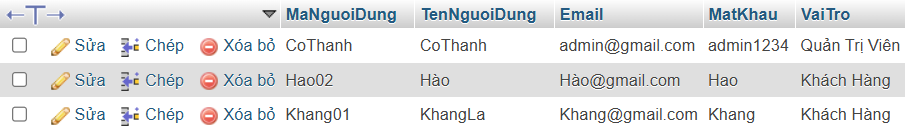 MaNguoiDung TenNguoiDung Email MatKhau VaiTro
Sửa Chép Xóa bỏ CoThanh CoThanh admin@gmail.com admin1234 Quản Trị Viên
Sửa Chép Xóa bỏ Hao02 Hào Hào@gmail.com Hao Khách Hàng
Sửa Chép Xóa bỏ Khang01 KhangLa Khang@gmail.com Khang Khách Hàng